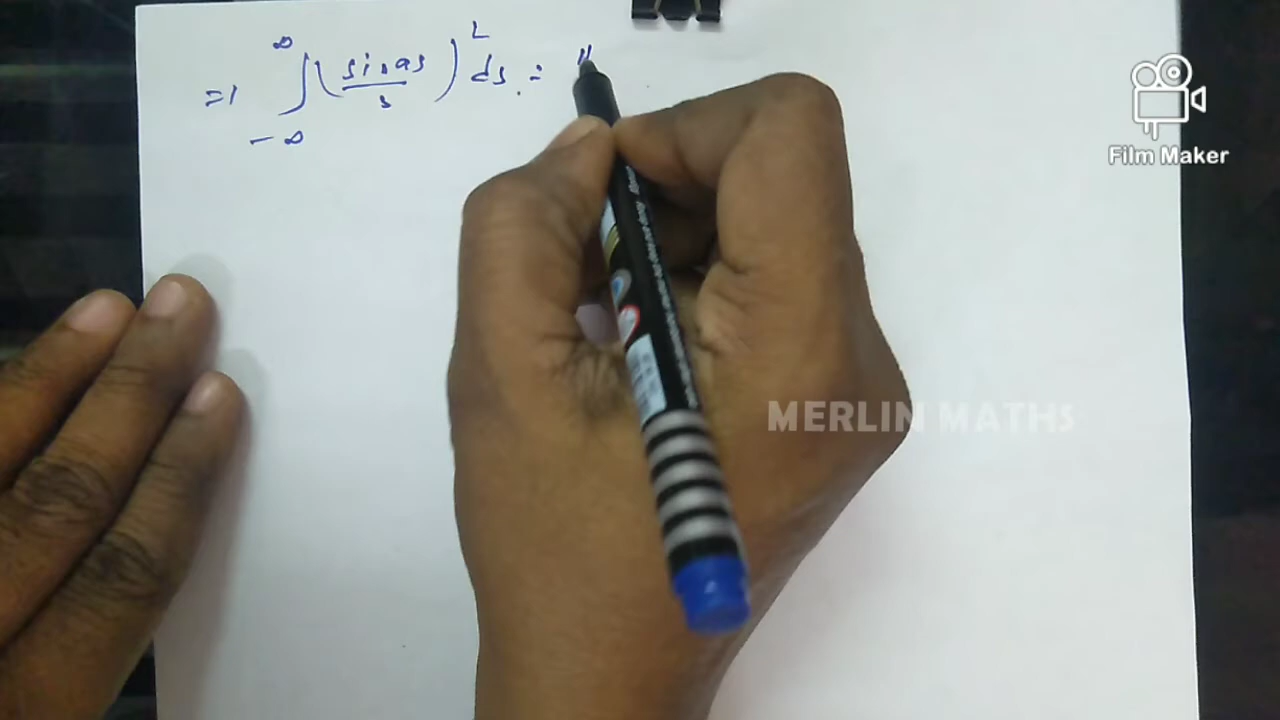 ⇒ ∫_{-∞}^{∞} (sin as / s)² ds =
Film Maker
MERLIN MATHS